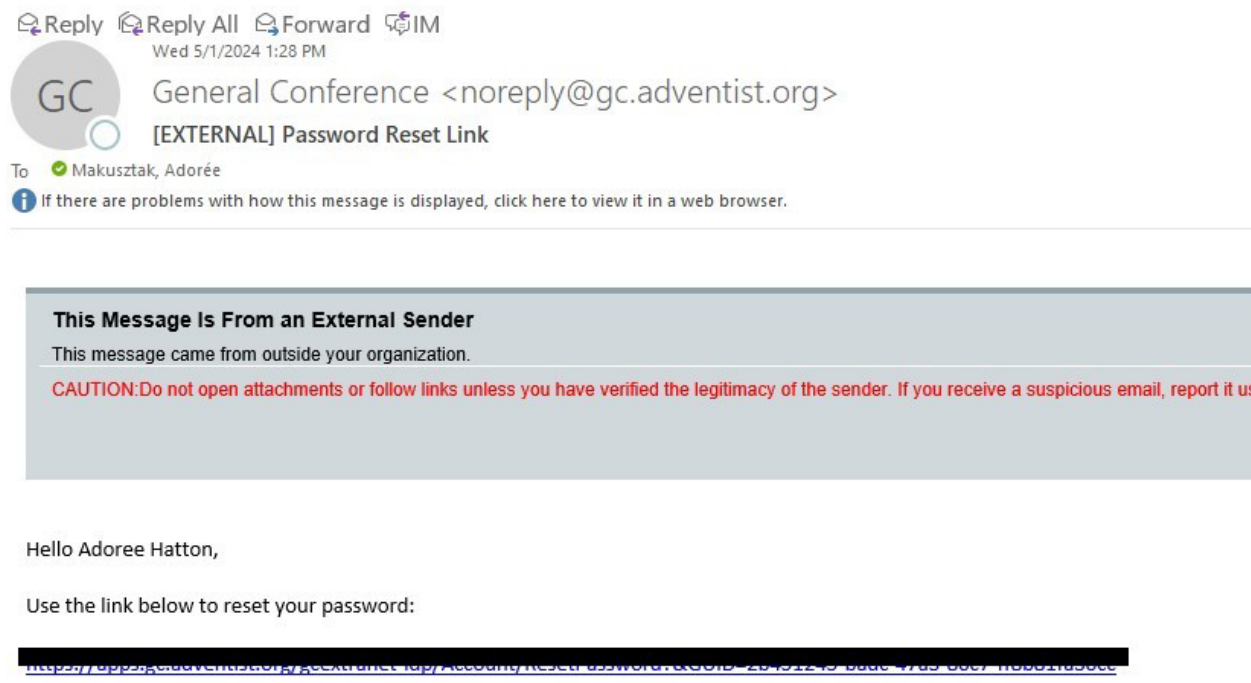 Reply Reply All Forward IM
Wed 5/1/2024 1:28 PM
GC
General Conference <noreply@gc.adventist.org>
[EXTERNAL] Password Reset Link
To Makusztak, Adorée
If there are problems with how this message is displayed, click here to view it in a web browser.
This Message Is From an External Sender
This message came from outside your organization.
CAUTION:Do not open attachments or follow links unless you have verified the legitimacy of the sender. If you receive a suspicious email, report it us
Hello Adoree Hatton,
Use the link below to reset your password: